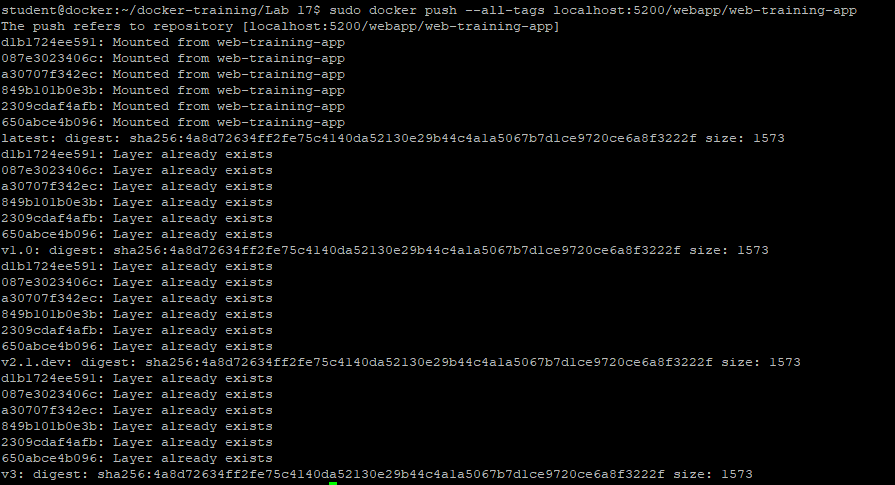 student@docker:~/docker-training/Lab 17$ sudo docker push --all-tags localhost:5200/webapp/web-training-app
The push refers to repository [localhost:5200/webapp/web-training-app]
d1b1724ee591: Mounted from web-training-app
087e3023406c: Mounted from web-training-app
a30707f342ec: Mounted from web-training-app
849b101b0e3b: Mounted from web-training-app
2309cdaf4afb: Mounted from web-training-app
650abce4b096: Mounted from web-training-app
latest: digest: sha256:4a8d72634ff2fe75c4140da52130e29b44c4a1a5067b7d1ce9720ce6a8f3222f size: 1573
d1b1724ee591: Layer already exists
087e3023406c: Layer already exists
a30707f342ec: Layer already exists
849b101b0e3b: Layer already exists
2309cdaf4afb: Layer already exists
650abce4b096: Layer already exists
v1.0: digest: sha256:4a8d72634ff2fe75c4140da52130e29b44c4a1a5067b7d1ce9720ce6a8f3222f size: 1573
d1b1724ee591: Layer already exists
087e3023406c: Layer already exists
a30707f342ec: Layer already exists
849b101b0e3b: Layer already exists
2309cdaf4afb: Layer already exists
650abce4b096: Layer already exists
v2.1.dev: digest: sha256:4a8d72634ff2fe75c4140da52130e29b44c4a1a5067b7d1ce9720ce6a8f3222f size: 1573
d1b1724ee591: Layer already exists
087e3023406c: Layer already exists
a30707f342ec: Layer already exists
849b101b0e3b: Layer already exists
2309cdaf4afb: Layer already exists
650abce4b096: Layer already exists
v3: digest: sha256:4a8d72634ff2fe75c4140da52130e29b44c4a1a5067b7d1ce9720ce6a8f3222f size: 1573